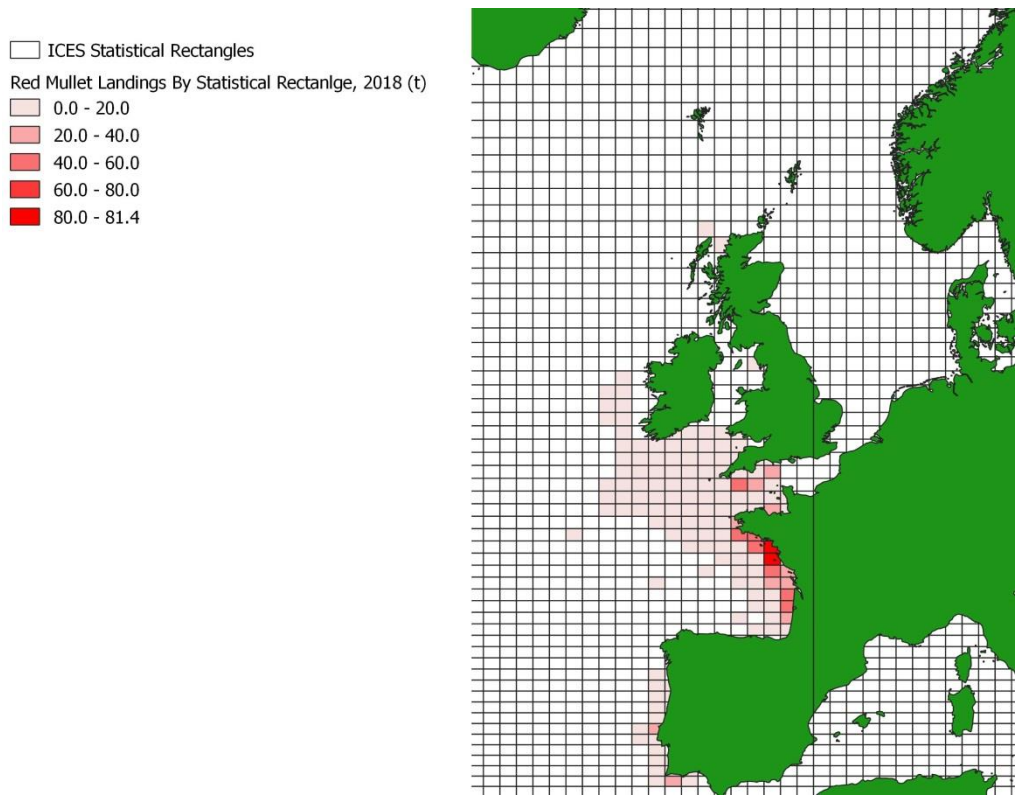 ICES Statistical Rectangles
Red Mullet Landings By Statistical Rectanlge, 2018 (t)
0.0 - 20.0
20.0 - 40.0
40.0 - 60.0
60.0 - 80.0
80.0 - 81.4